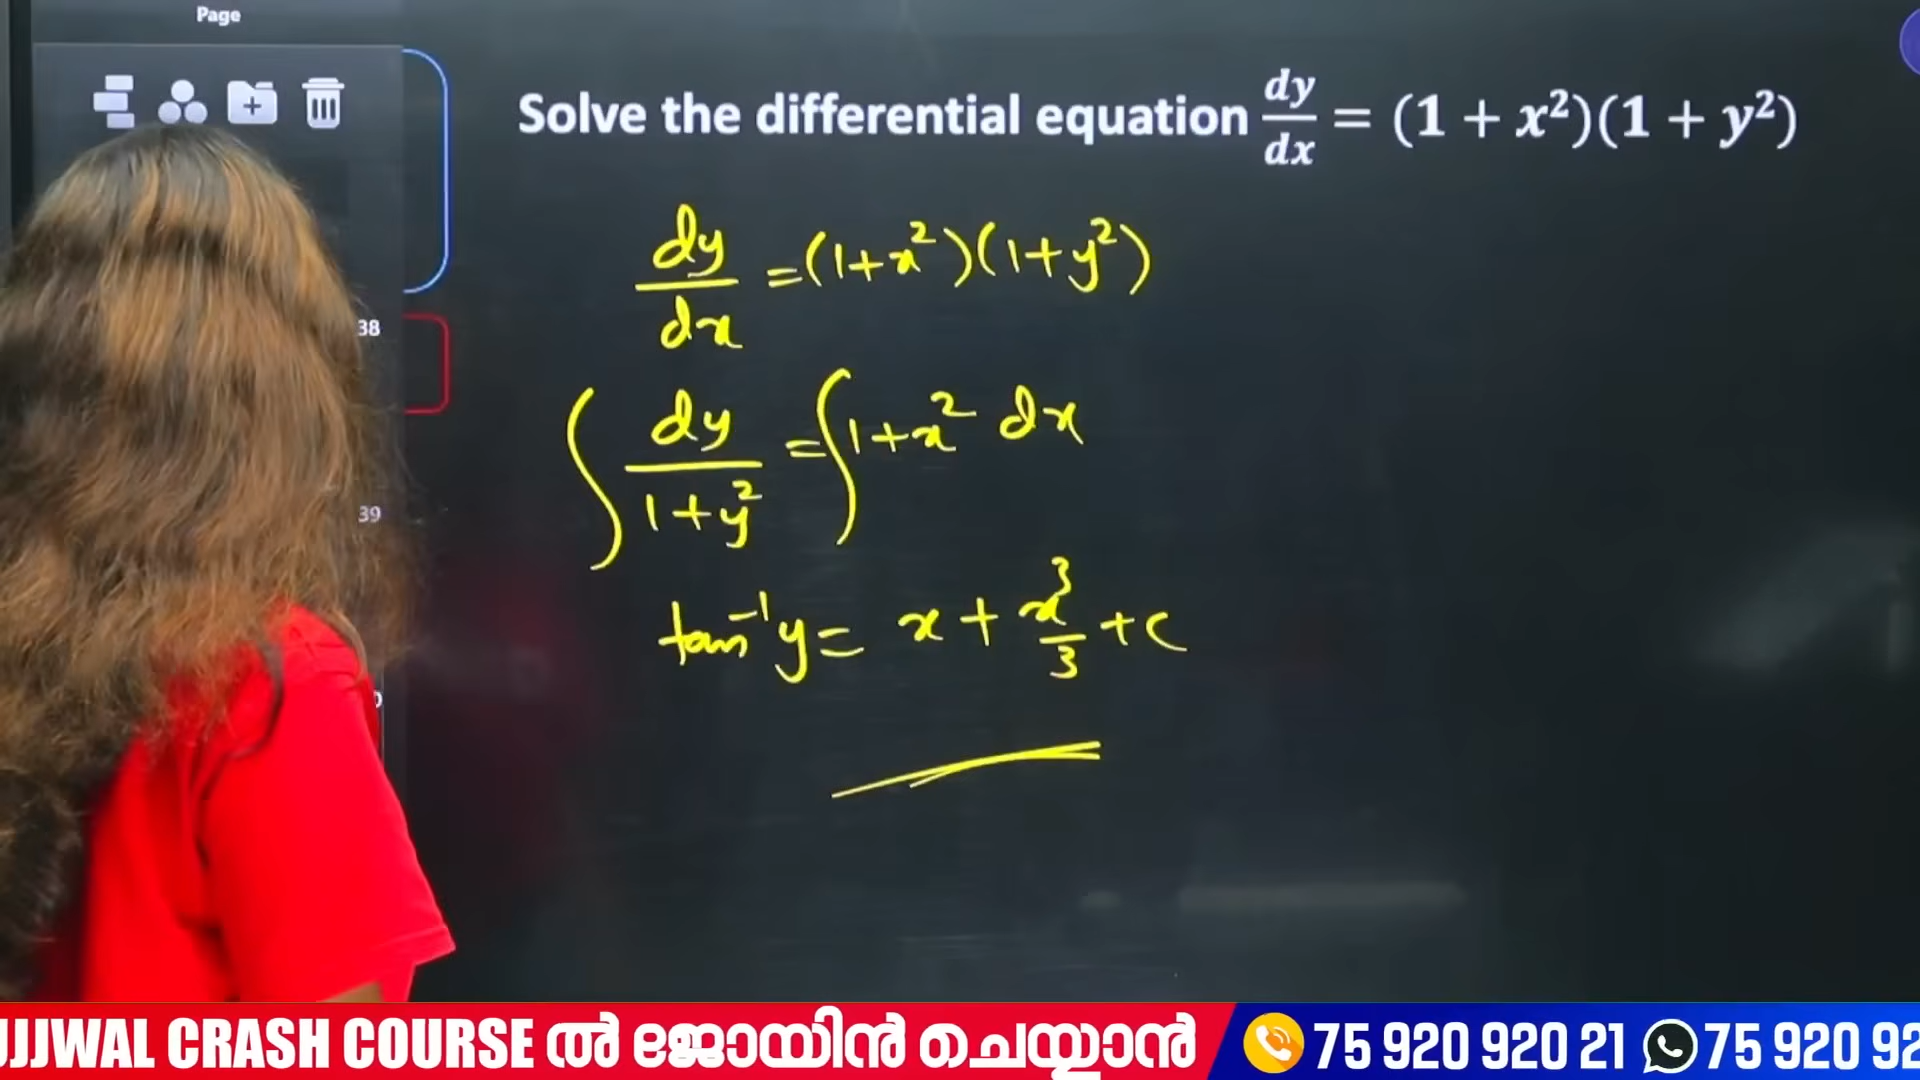 Page
Solve the differential equation dy/dx = (1 + x²)(1 + y²)
dy/dx = (1+x²)(1+y²)
38
∫ dy/1+y² = ∫ 1+x² dx
39
tan⁻¹y = x + x³/3 + c
UJJWAL CRASH COURSE ൽ ജോയിൻ ചെയ്യാൻ 75 920 920 21 75 920 92